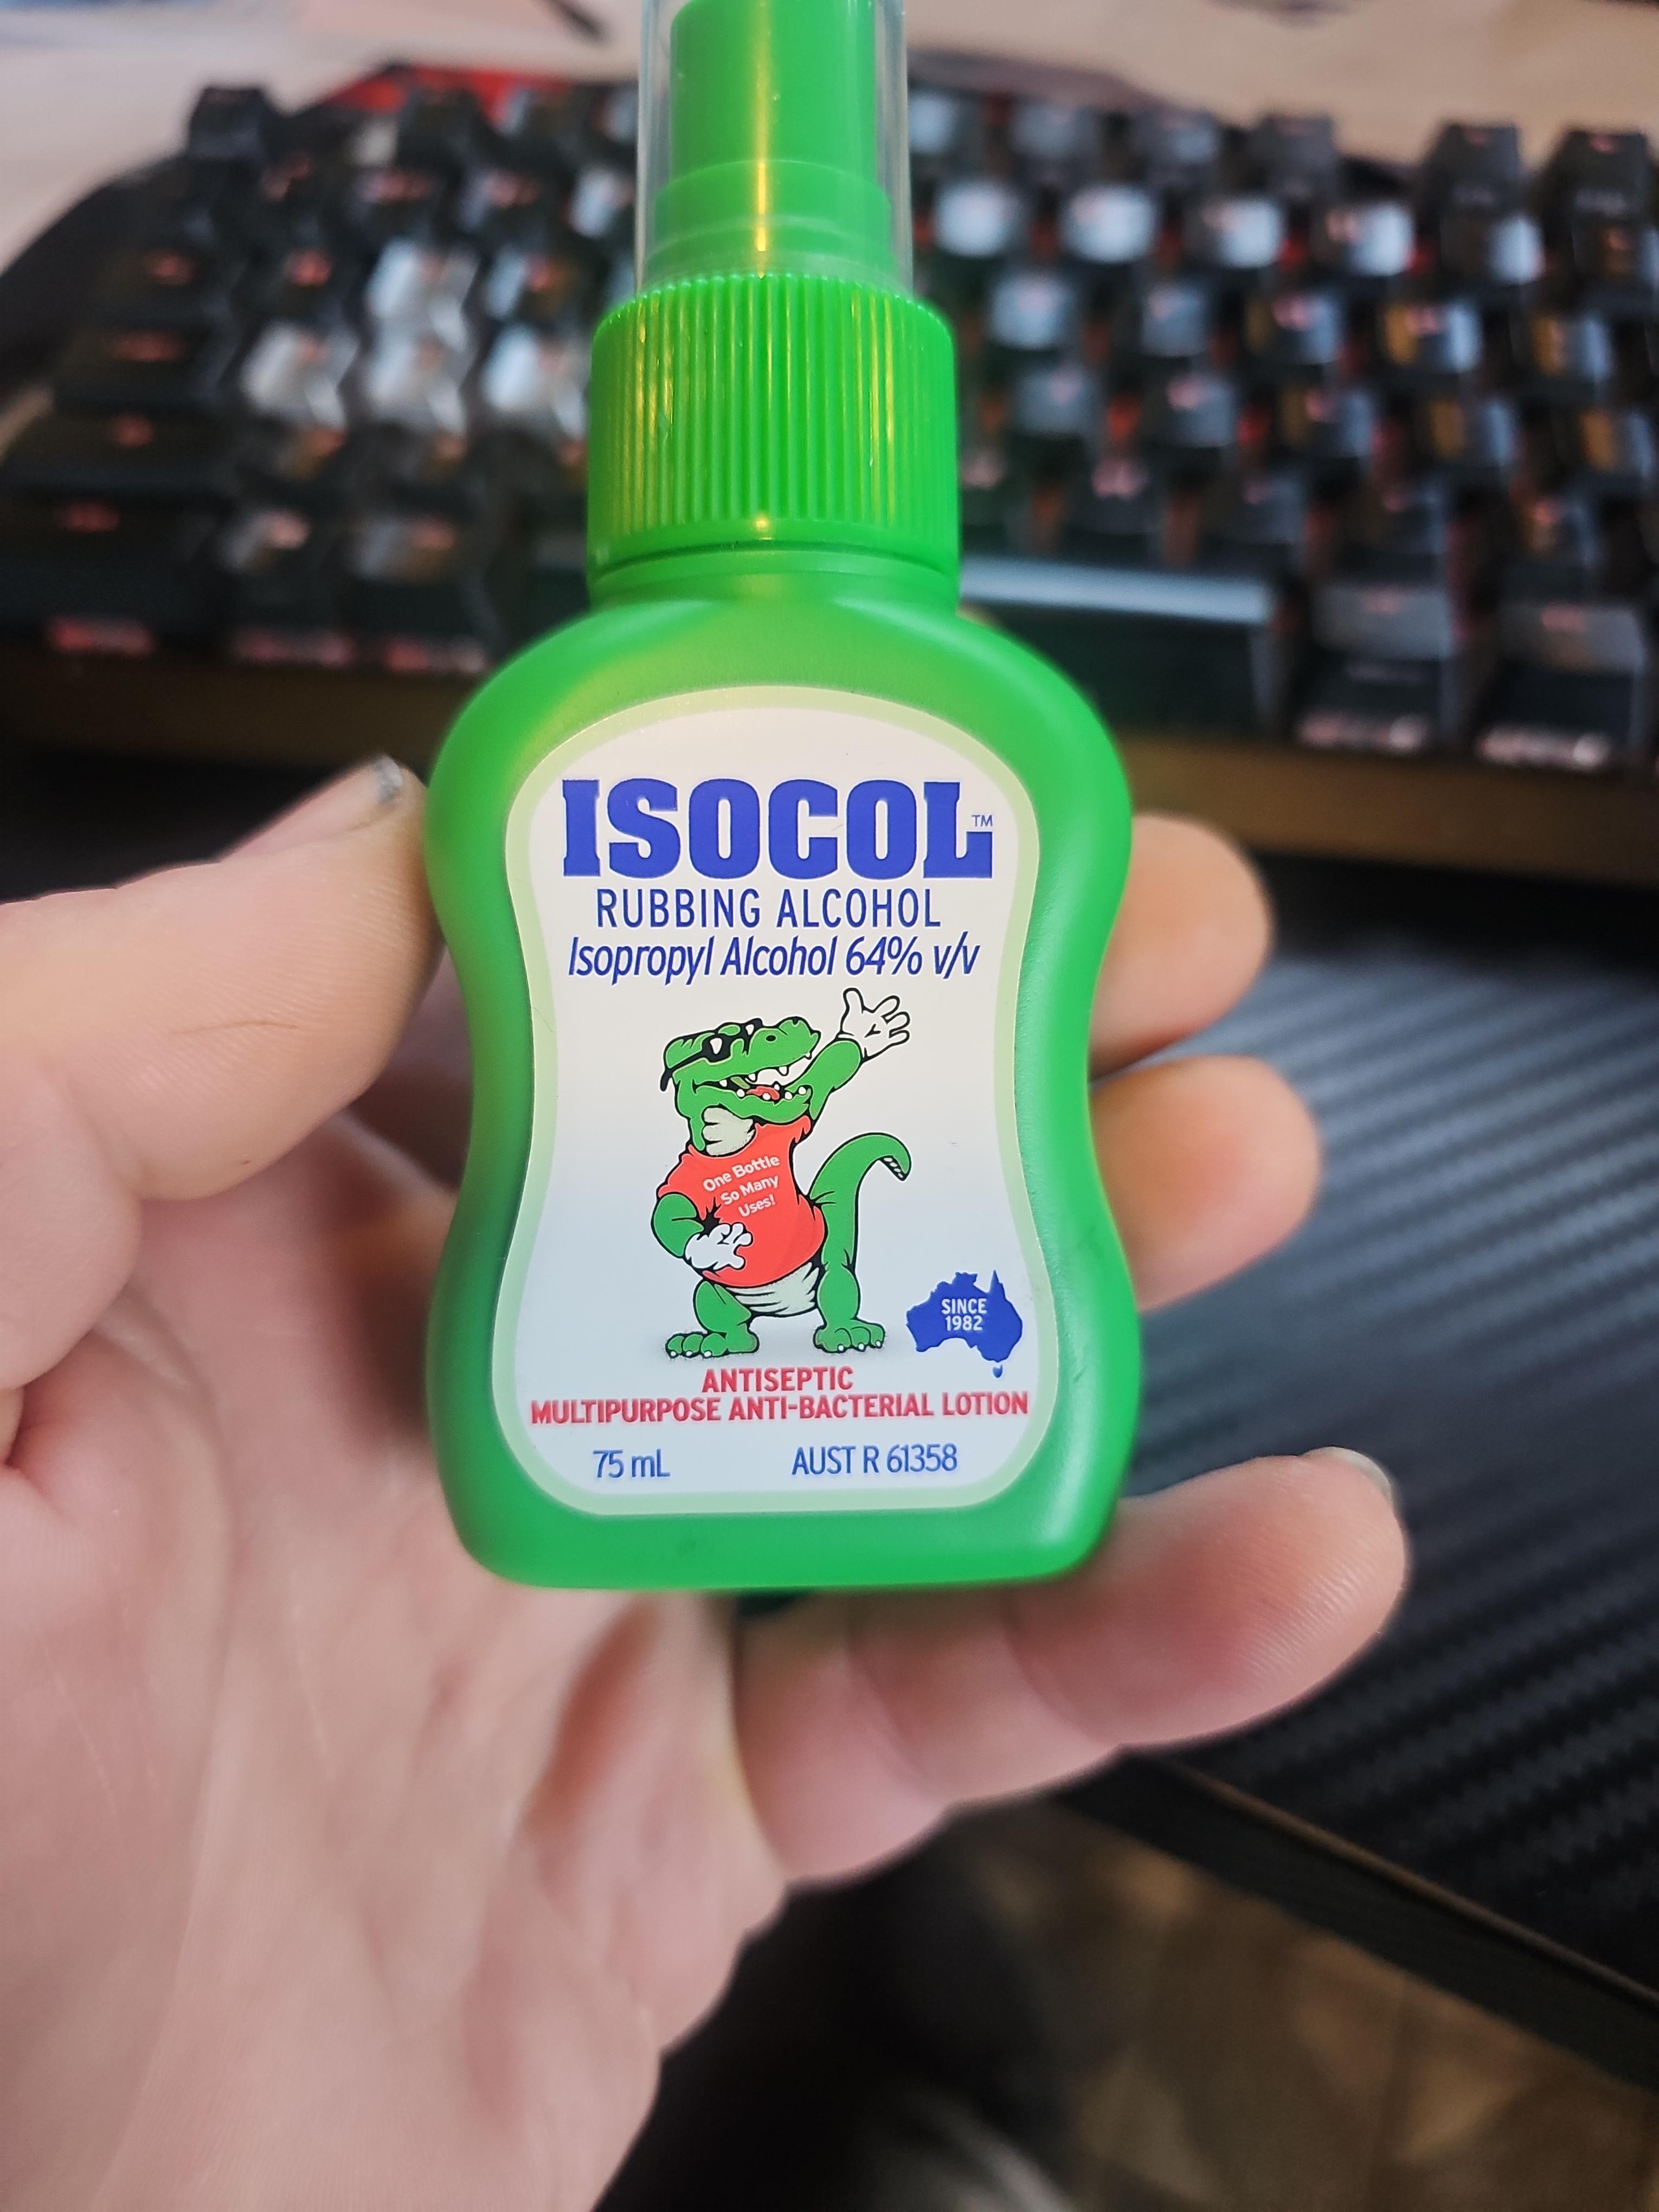 ISOCOL™
RUBBING ALCOHOL
Isopropyl Alcohol 64% v/v
One Bottle
So Many
Uses!
SINCE
1982
ANTISEPTIC
MULTIPURPOSE ANTI-BACTERIAL LOTION
75 mL AUST R 61358